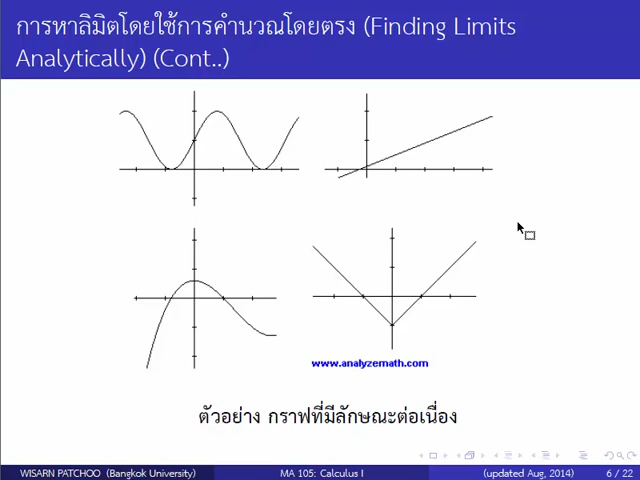 การหาลิมิตโดยใช้การคำนวณโดยตรง (Finding Limits
Analytically) (Cont..)
www.analyzemath.com
ตัวอย่าง กราฟที่มีลักษณะต่อเนื่อง
WISARN PATCHOO (Bangkok University) MA 105: Calculus I (updated Aug, 2014) 6 / 22